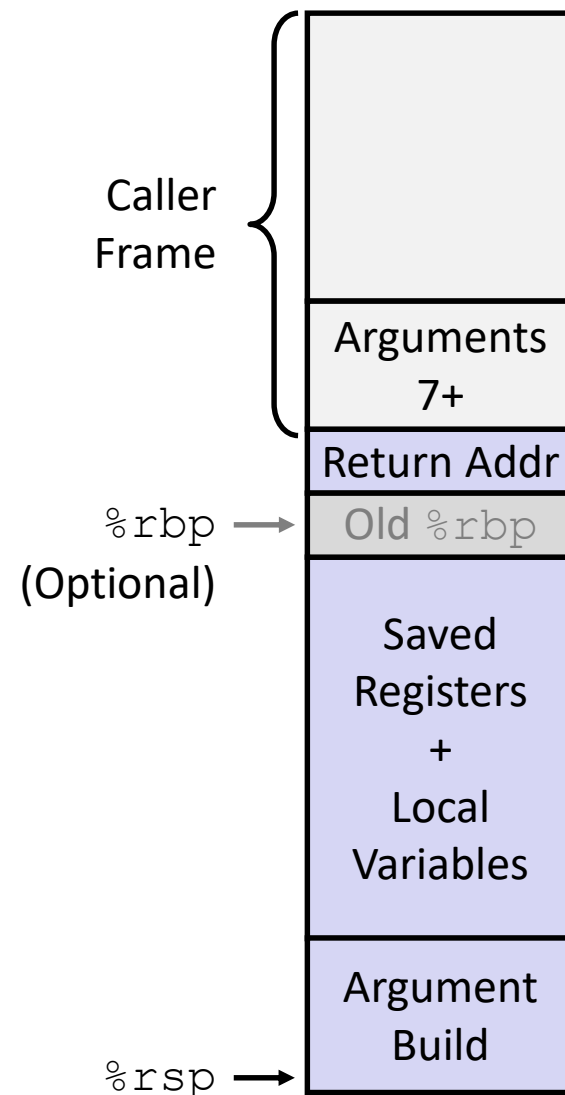 Caller
Frame
Arguments
7+
Return Addr
%rbp
(Optional)
Old %rbp
Saved
Registers
+
Local
Variables
Argument
Build
%rsp